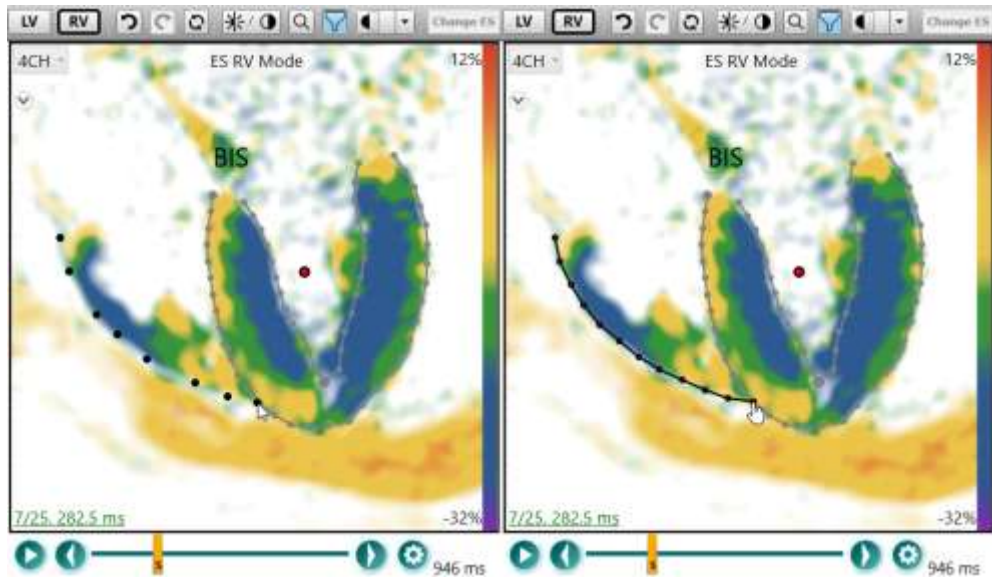 LV RV Change ES
4CH ES RV Mode 12%
BIS
7/25, 282.5 ms -32%
s
946 ms
LV RV Change ES
4CH ES RV Mode 12%
BIS
7/25, 282.5 ms -32%
s
946 ms